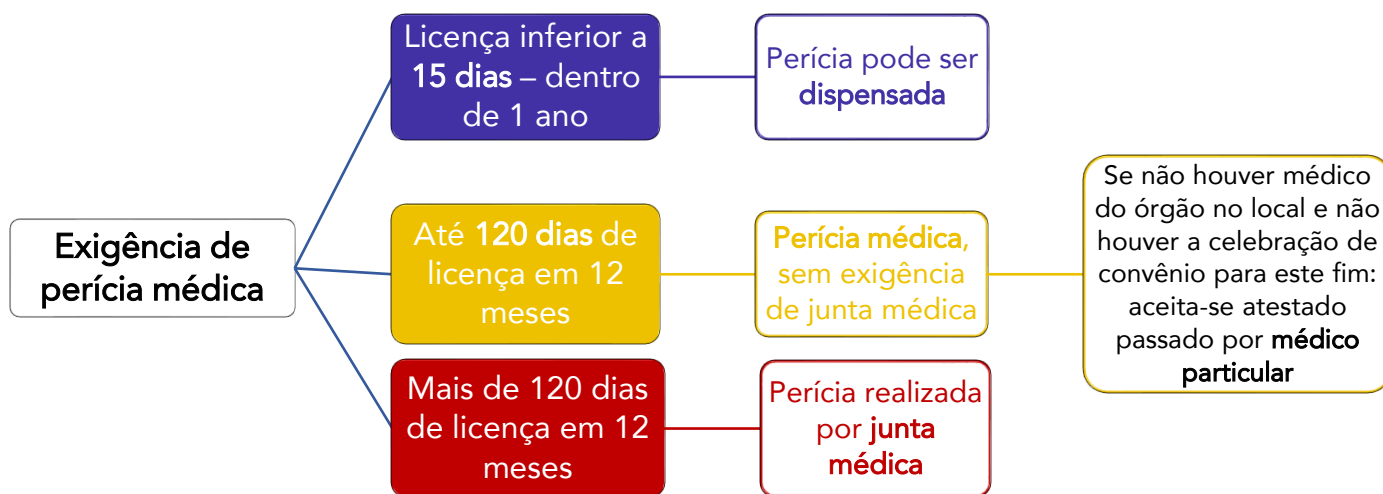 Exigência de
perícia médica
Licença inferior a
15 dias – dentro
de 1 ano
Perícia pode ser
dispensada
Até 120 dias de
licença em 12
meses
Perícia médica,
sem exigência
de junta médica
Se não houver médico
do órgão no local e não
houver a celebração de
convênio para este fim:
aceita-se atestado
passado por médico
particular
Mais de 120 dias
de licença em 12
meses
Perícia realizada
por junta
médica